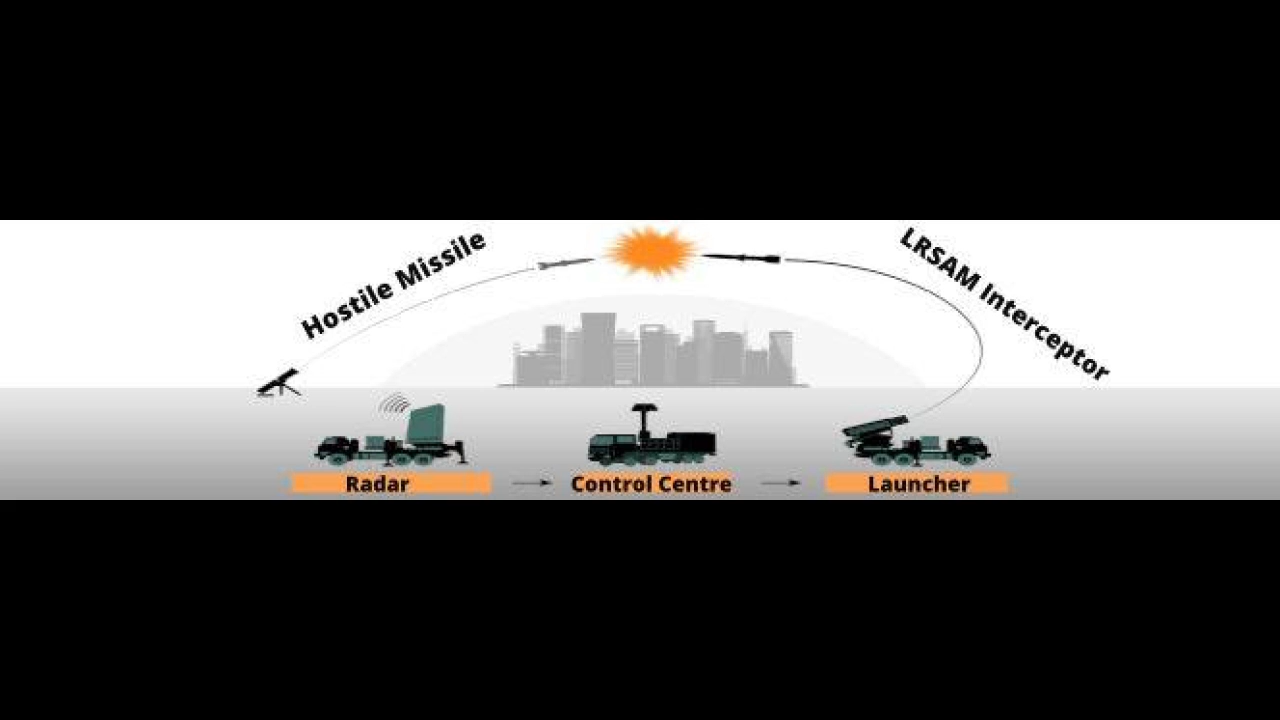 Hostile Missile
LRSAM Interceptor
Radar
Control Centre
Launcher